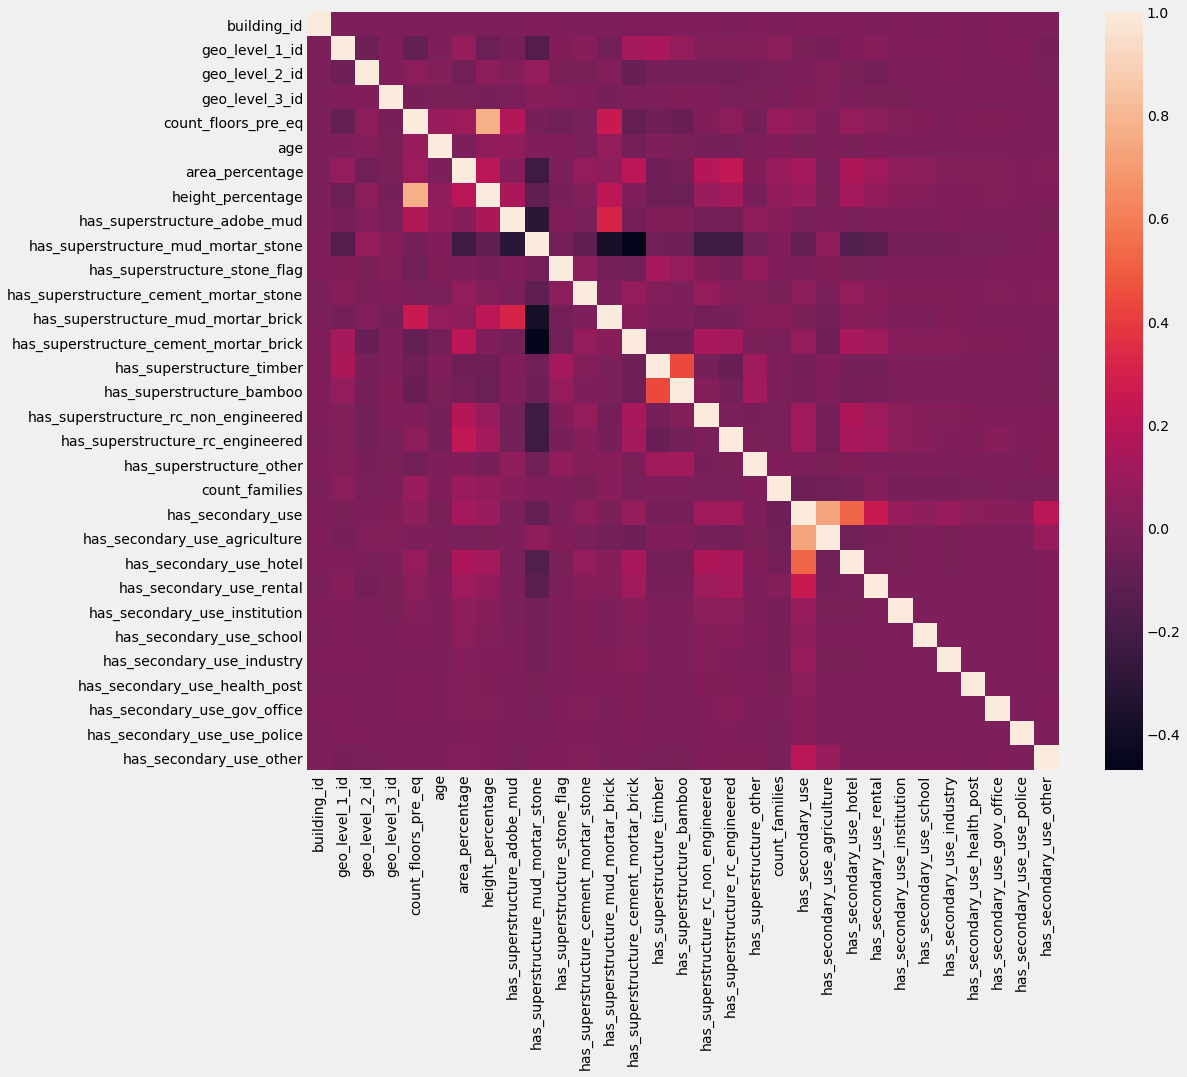 building_id
geo_level_1_id
geo_level_2_id
geo_level_3_id
count_floors_pre_eq
age
area_percentage
height_percentage
has_superstructure_adobe_mud
has_superstructure_mud_mortar_stone
has_superstructure_stone_flag
has_superstructure_cement_mortar_stone
has_superstructure_mud_mortar_brick
has_superstructure_cement_mortar_brick
has_superstructure_timber
has_superstructure_bamboo
has_superstructure_rc_non_engineered
has_superstructure_rc_engineered
has_superstructure_other
count_families
has_secondary_use
has_secondary_use_agriculture
has_secondary_use_hotel
has_secondary_use_rental
has_secondary_use_institution
has_secondary_use_school
has_secondary_use_industry
has_secondary_use_health_post
has_secondary_use_gov_office
has_secondary_use_use_police
has_secondary_use_other
building_id
geo_level_1_id
geo_level_2_id
geo_level_3_id
count_floors_pre_eq
age
area_percentage
height_percentage
has_superstructure_adobe_mud
has_superstructure_mud_mortar_stone
has_superstructure_stone_flag
has_superstructure_cement_mortar_stone
has_superstructure_mud_mortar_brick
has_superstructure_cement_mortar_brick
has_superstructure_timber
has_superstructure_bamboo
has_superstructure_rc_non_engineered
has_superstructure_rc_engineered
has_superstructure_other
count_families
has_secondary_use
has_secondary_use_agriculture
has_secondary_use_hotel
has_secondary_use_rental
has_secondary_use_institution
has_secondary_use_school
has_secondary_use_industry
has_secondary_use_health_post
has_secondary_use_gov_office
has_secondary_use_use_police
has_secondary_use_other
1.0
0.8
0.6
0.4
0.2
0.0
−0.2
−0.4